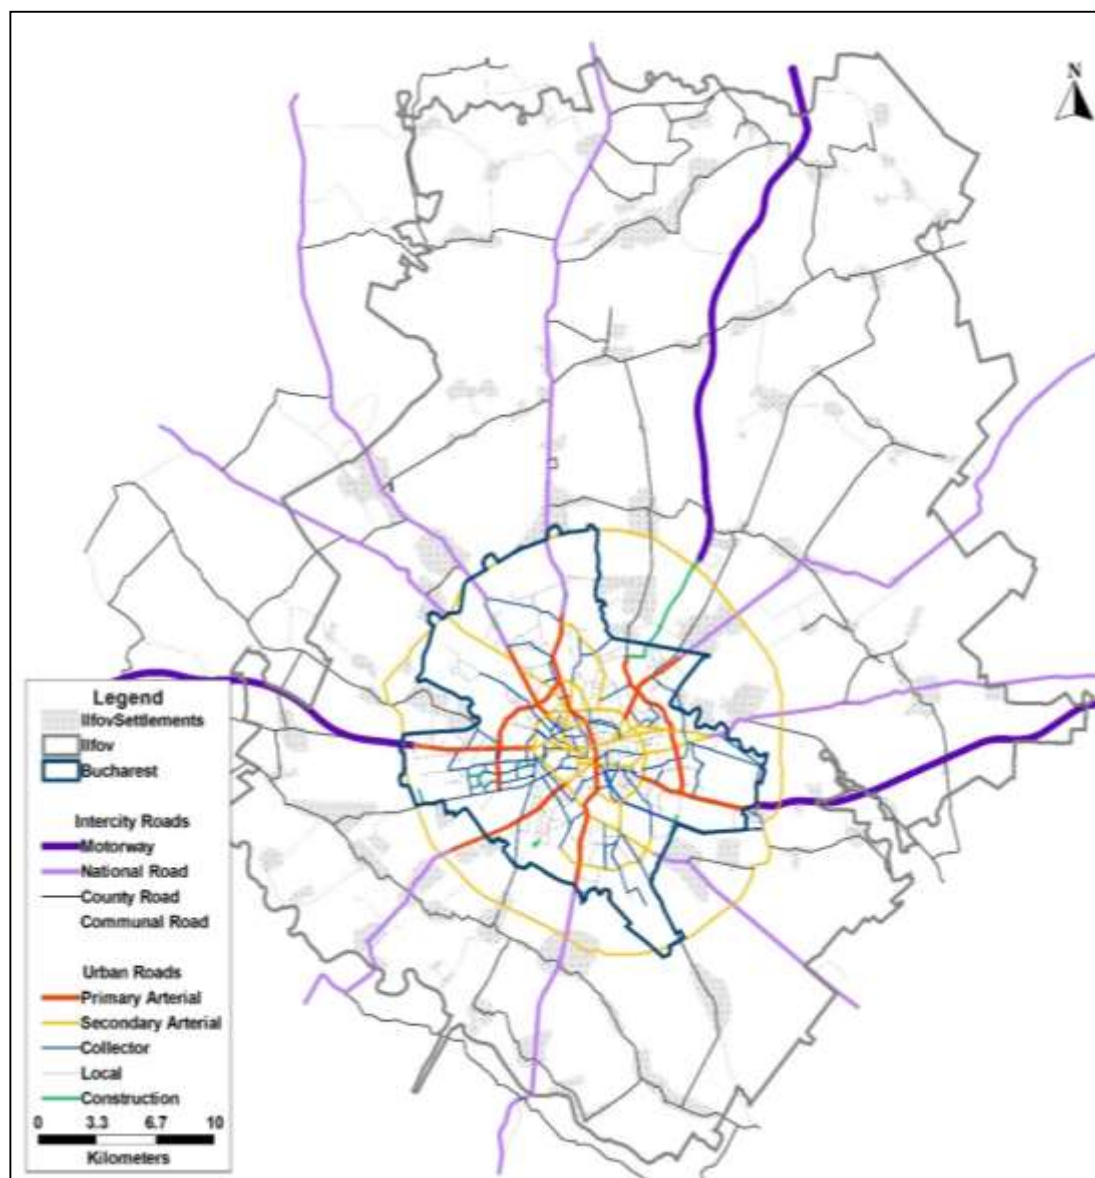 N
Legend
IlfovSettlements
Ilfov
Bucharest
Intercity Roads
Motorway
National Road
County Road
Communal Road
Urban Roads
Primary Arterial
Secondary Arterial
Collector
Local
Construction
0 3.3 6.7 10
Kilometers